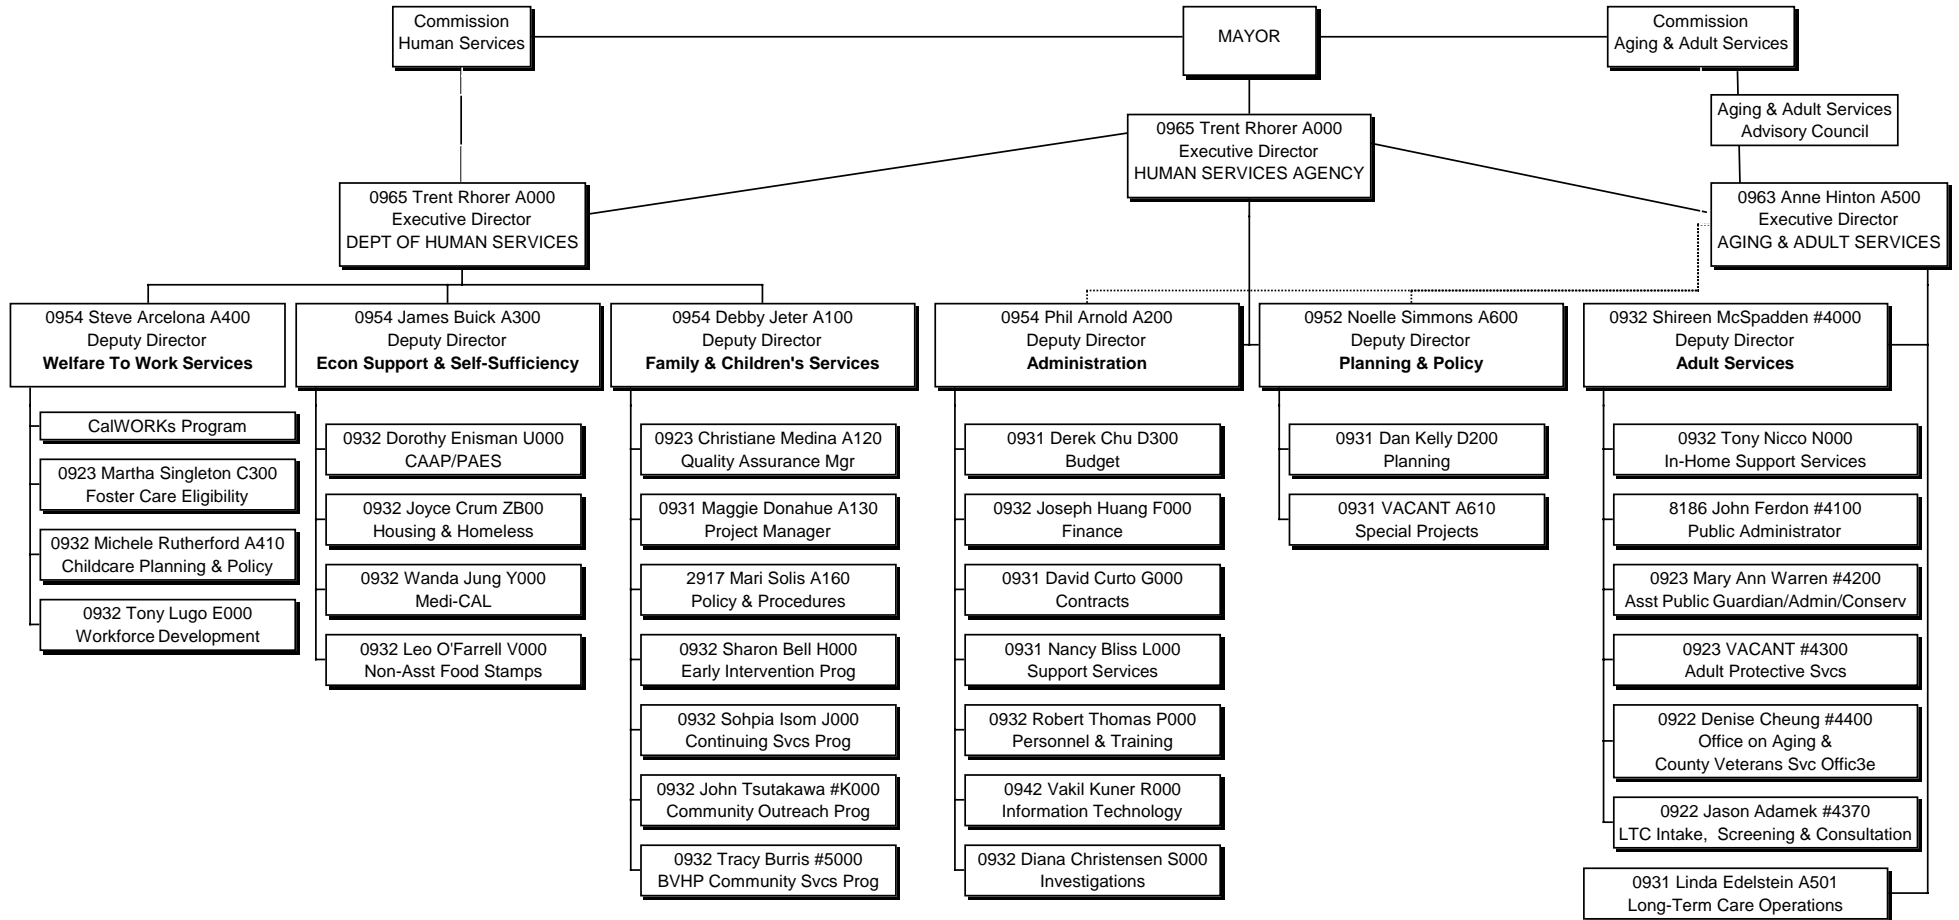 Commission
Human Services
MAYOR
Commission
Aging & Adult Services
Aging & Adult Services
Advisory Council
0965 Trent Rhorer A000
Executive Director
HUMAN SERVICES AGENCY
0965 Trent Rhorer A000
Executive Director
DEPT OF HUMAN SERVICES
0963 Anne Hinton A500
Executive Director
AGING & ADULT SERVICES
0954 Steve Arcelona A400
Deputy Director
Welfare To Work Services
CalWORKs Program
0923 Martha Singleton C300
Foster Care Eligibility
0932 Michele Rutherford A410
Childcare Planning & Policy
0932 Tony Lugo E000
Workforce Development
0954 James Buick A300
Deputy Director
Econ Support & Self-Sufficiency
0932 Dorothy Enisman U000
CAAP/PAES
0932 Joyce Crum ZB00
Housing & Homeless
0932 Wanda Jung Y000
Medi-CAL
0932 Leo O'Farrell V000
Non-Asst Food Stamps
0954 Debby Jeter A100
Deputy Director
Family & Children's Services
0923 Christiane Medina A120
Quality Assurance Mgr
0931 Maggie Donahue A130
Project Manager
2917 Mari Solis A160
Policy & Procedures
0932 Sharon Bell H000
Early Intervention Prog
0932 Sohpia Isom J000
Continuing Svcs Prog
0932 John Tsutakawa #K000
Community Outreach Prog
0932 Tracy Burris #5000
BVHP Community Svcs Prog
0954 Phil Arnold A200
Deputy Director
Administration
0931 Derek Chu D300
Budget
0932 Joseph Huang F000
Finance
0931 David Curto G000
Contracts
0931 Nancy Bliss L000
Support Services
0932 Robert Thomas P000
Personnel & Training
0942 Vakil Kuner R000
Information Technology
0932 Diana Christensen S000
Investigations
0952 Noelle Simmons A600
Deputy Director
Planning & Policy
0931 Dan Kelly D200
Planning
0931 VACANT A610
Special Projects
0932 Shireen McSpadden #4000
Deputy Director
Adult Services
0932 Tony Nicco N000
In-Home Support Services
8186 John Ferdon #4100
Public Administrator
0923 Mary Ann Warren #4200
Asst Public Guardian/Admin/Conserv
0923 VACANT #4300
Adult Protective Svcs
0922 Denise Cheung #4400
Office on Aging &
County Veterans Svc Offic3e
0922 Jason Adamek #4370
LTC Intake, Screening & Consultation
0931 Linda Edelstein A501
Long-Term Care Operations